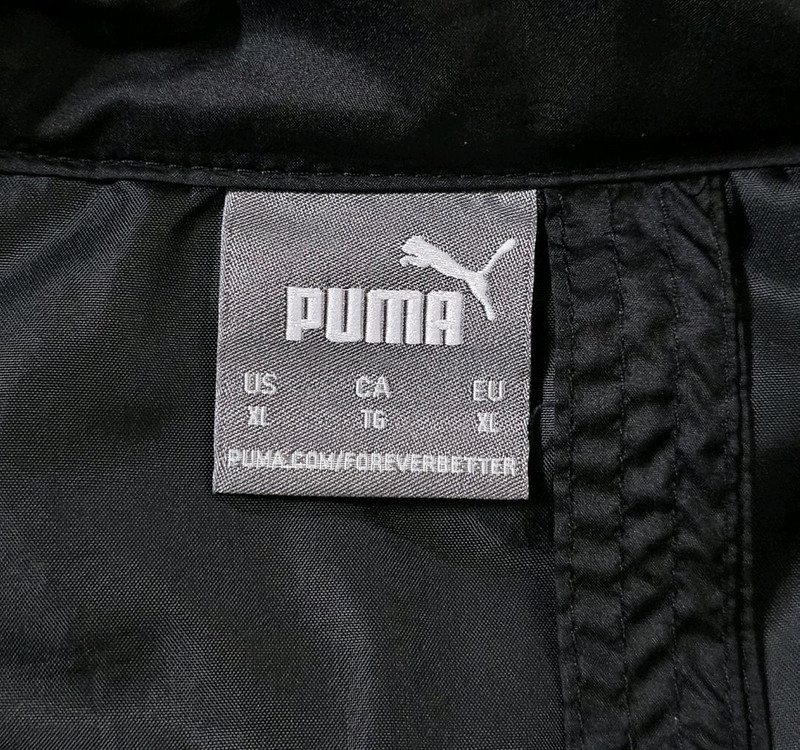 PUMA
US CA EU
XL TG XL
PUMA.COM/FOREVERBETTER